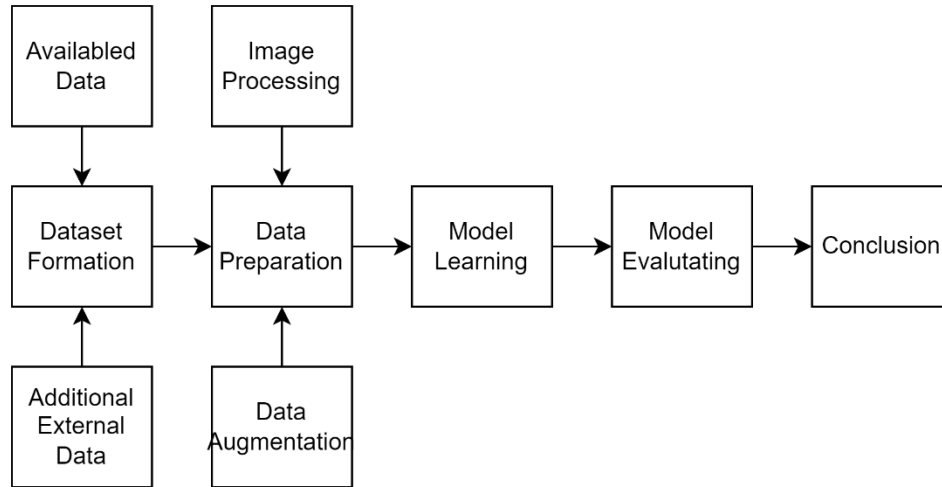 Availabled
Data
Image
Processing
Dataset
Formation
Data
Preparation
Model
Learning
Model
Evalutating
Conclusion
Additional
External
Data
Data
Augmentation